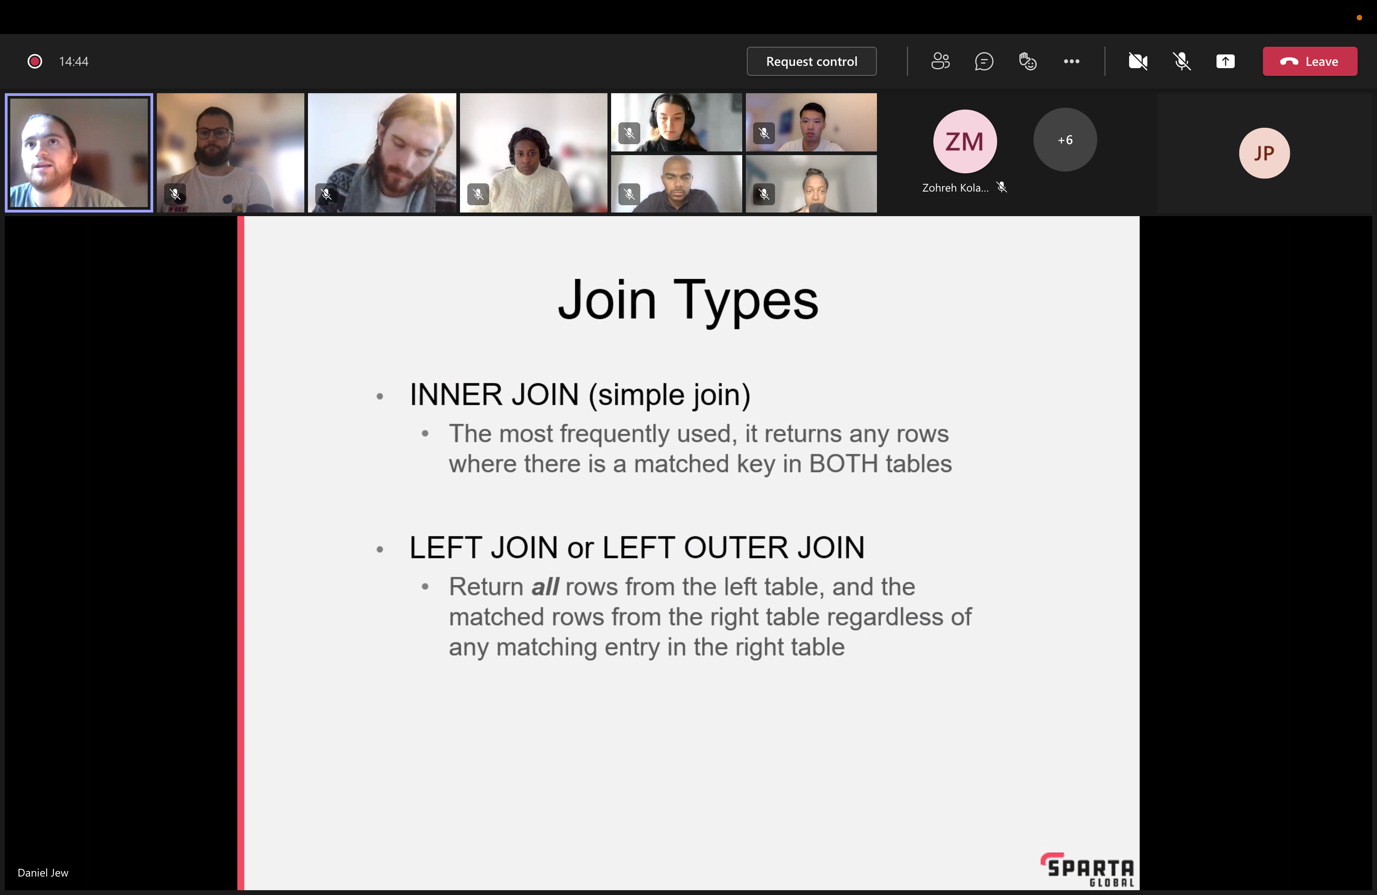 14:44
Request control
Leave
ZM
+6
JP
Zohreh Kola...
Join Types
• INNER JOIN (simple join)
• The most frequently used, it returns any rows
where there is a matched key in BOTH tables
• LEFT JOIN or LEFT OUTER JOIN
• Return all rows from the left table, and the
matched rows from the right table regardless of
any matching entry in the right table
Daniel Jew
SPARTA
GLOBAL